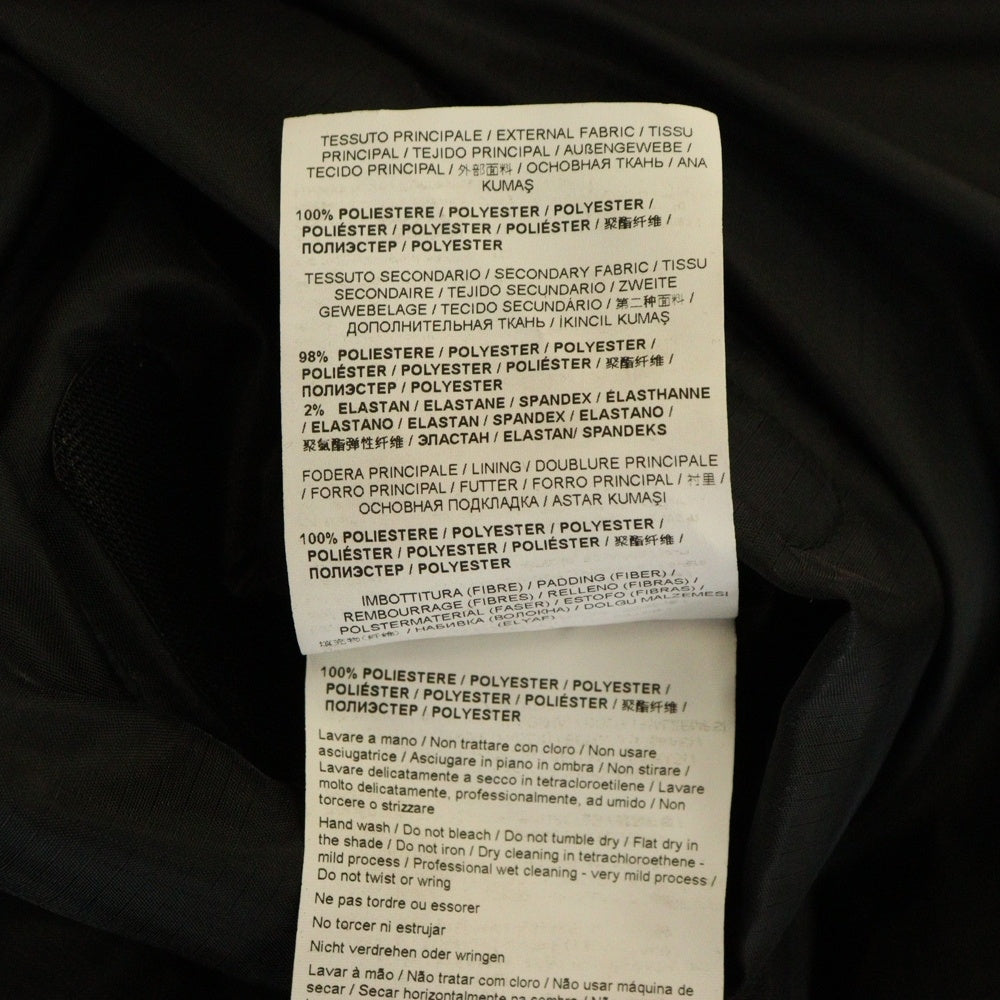 TESSUTO PRINCIPALE / EXTERNAL FABRIC / TISSU
PRINCIPAL / TEJIDO PRINCIPAL / AUßENGEWEBE /
TECIDO PRINCIPAL / 外部面料 / ОСНОВНАЯ ТКАНЬ / ANA
KUMAŞ
100% POLIESTERE / POLYESTER / POLYESTER /
POLIÉSTER / POLYESTER / POLIÉSTER / 聚酯纤维 /
ПОЛИЭСТЕР / POLYESTER
TESSUTO SECONDARIO / SECONDARY FABRIC / TISSU
SECONDAIRE / TEJIDO SECUNDARIO / ZWEITE
GEWEBELAGE / TECIDO SECUNDÁRIO / 第二种面料 /
ДОПОЛНИТЕЛЬНАЯ ТКАНЬ / İKINCIL KUMAŞ
98% POLIESTERE / POLYESTER / POLYESTER /
POLIÉSTER / POLYESTER / POLIÉSTER / 聚酯纤维 /
ПОЛИЭСТЕР / POLYESTER
2% ELASTAN / ELASTANE / SPANDEX / ÉLASTHANNE
/ ELASTANO / ELASTAN / SPANDEX / ELASTANO /
聚氨酯弹性纤维 / ЭЛАСТАН / ELASTAN/ SPANDEKS
FODERA PRINCIPALE / LINING / DOUBLURE PRINCIPALE
/ FORRO PRINCIPAL / FUTTER / FORRO PRINCIPAL / 衬里 /
ОСНОВНАЯ ПОДКЛАДКА / ASTAR KUMAŞI
100% POLIESTERE / POLYESTER / POLYESTER /
POLIÉSTER / POLYESTER / POLIÉSTER / 聚酯纤维 /
ПОЛИЭСТЕР / POLYESTER
IMBOTTITURA (FIBRE) / PADDING (FIBER) /
REMBOURRAGE (FIBRES) / RELLENO (FIBRAS) /
POLSTERMATERIAL (FASER) / ESTOFO (FIBRAS) /
填充物(纤维) / НАБИВКА (ВОЛОКНА) / DOLGU MALZEMESI
(ELYAF)
100% POLIESTERE / POLYESTER / POLYESTER /
POLIÉSTER / POLYESTER / POLIÉSTER / 聚酯纤维 /
ПОЛИЭСТЕР / POLYESTER
Lavare a mano / Non trattare con cloro / Non usare
asciugatrice / Asciugare in piano in ombra / Non stirare /
Lavare delicatamente a secco in tetracloroetilene / Lavare
molto delicatamente, professionalmente, ad umido / Non
torcere o strizzare
Hand wash / Do not bleach / Do not tumble dry / Flat dry in
the shade / Do not iron / Dry cleaning in tetrachloroethene -
mild process / Professional wet cleaning - very mild process /
Do not twist or wring
Ne pas tordre ou essorer
No torcer ni estrujar
Nicht verdrehen oder wringen
Lavar à mão / Não tratar com cloro / Não usar máquina de
secar / Secar horizontalmente na sombra /